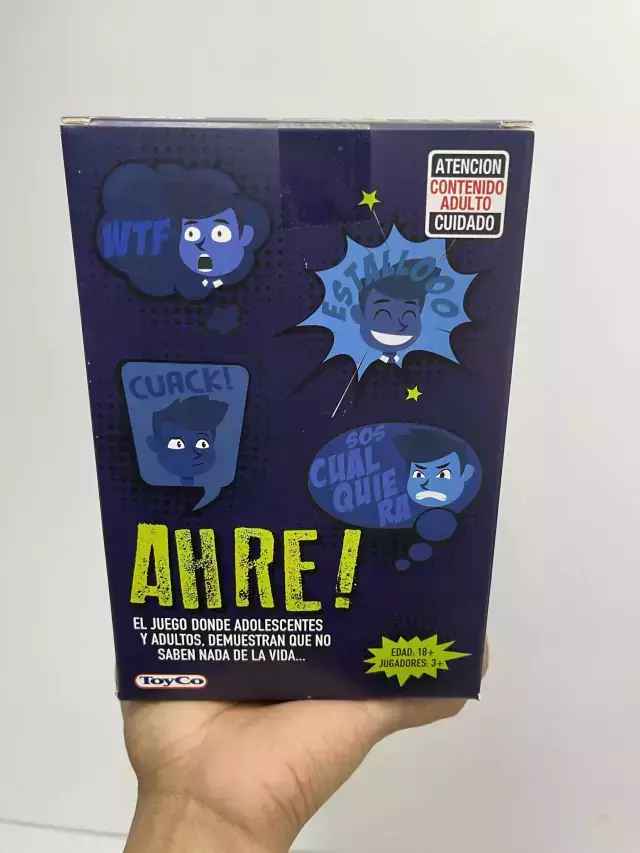 ATENCION
CONTENIDO
ADULTO
CUIDADO
WTF
ESTALLOOO
CUACK!
SOS
CUAL
QUIE
RA
AHRE!
EL JUEGO DONDE ADOLESCENTES
Y ADULTOS, DEMUESTRAN QUE NO
SABEN NADA DE LA VIDA...
EDAD: 18+
JUGADORES: 3+
ToyCo